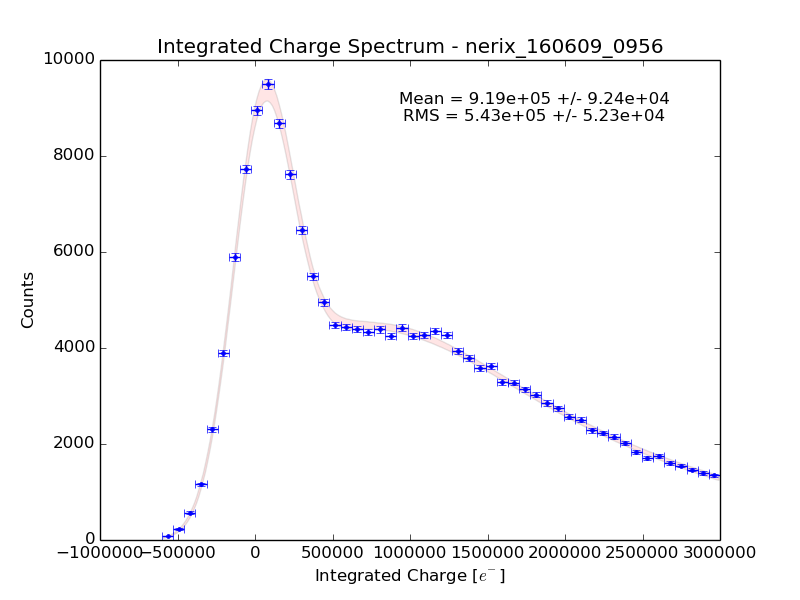 Integrated Charge Spectrum - nerix_160609_0956
Mean = 9.19e+05 +/- 9.24e+04
RMS = 5.43e+05 +/- 5.23e+04
Counts
10000
8000
6000
4000
2000
0
−1000000 −500000 0 500000 1000000 1500000 2000000 2500000 3000000
Integrated Charge [e⁻]